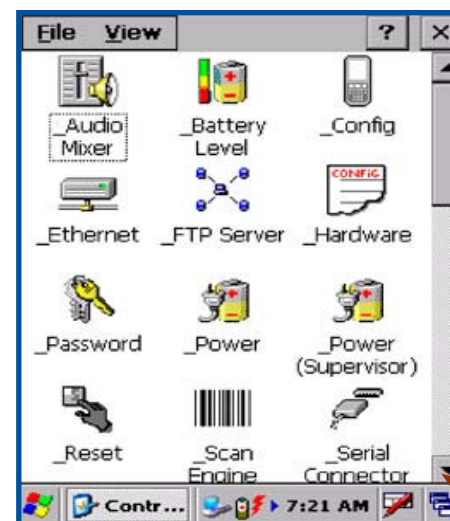 File View ? ×
_Audio Mixer
_Battery Level
_Config
_Ethernet
_FTP Server
CONFiG
_Hardware
_Password
_Power
_Power (Supervisor)
_Reset
_Scan Engine
_Serial Connector
Contr... 7:21 AM